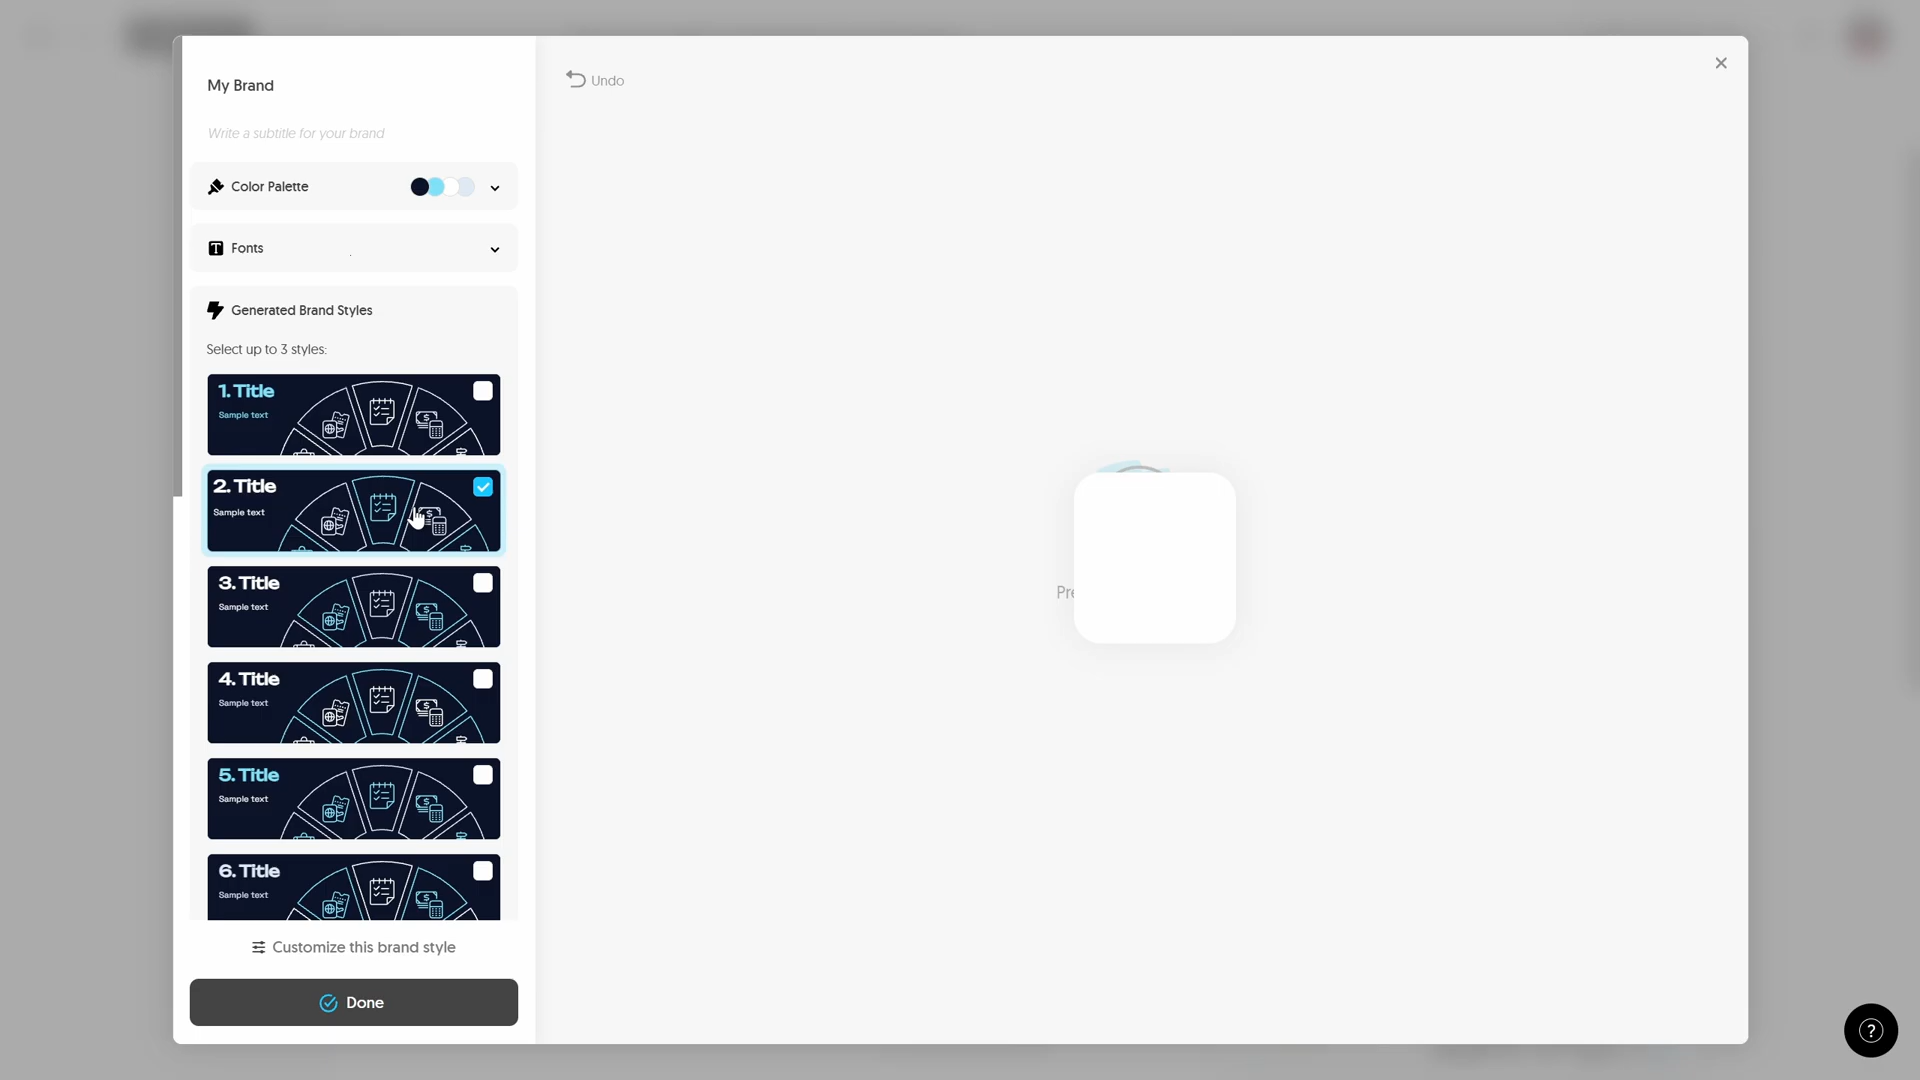 My Brand
Undo
Write a subtitle for your brand
Color Palette
Fonts
Generated Brand Styles
Select up to 3 styles:
1. Title
Sample text
2. Title
Sample text
3. Title
Sample text
4. Title
Sample text
5. Title
Sample text
6. Title
Sample text
Customize this brand style
Done